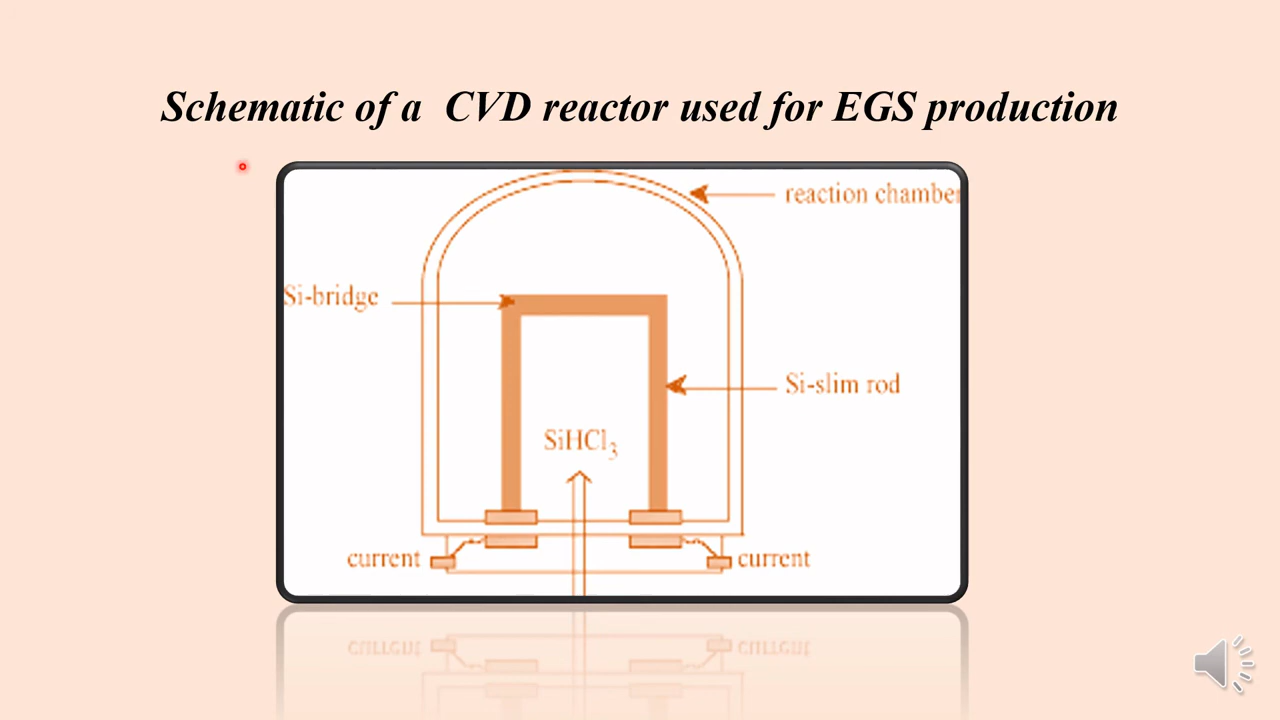 Schematic of a CVD reactor used for EGS production
reaction chamber
Si-bridge
Si-slim rod
SiHCl3
current
current